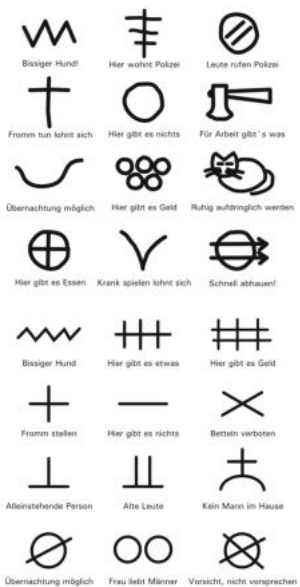 Bissiger Hund! Hier wohnt Polizei Leute rufen Polizei
Fromm tun lohnt sich Hier gibt es nichts Für Arbeit gibt´s was
Übernachtung möglich Hier gibt es Geld Ruhig aufdringlich werden
Hier gibt es Essen Krank spielen lohnt sich Schnell abhauen!
Bissiger Hund Hier gibt es etwas Hier gibt es Geld
Fromm stellen Hier gibt es nichts Betteln verboten
Alleinstehende Person Alte Leute Kein Mann im Hause
Übernachtung möglich Frau liebt Männer Vorsicht, nicht vorsprechen